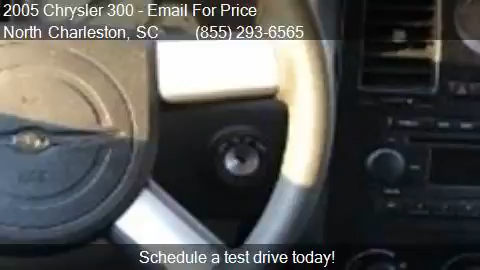 2005 Chrysler 300 - Email For Price
North Charleston, SC (855) 293-6565
Schedule a test drive today!